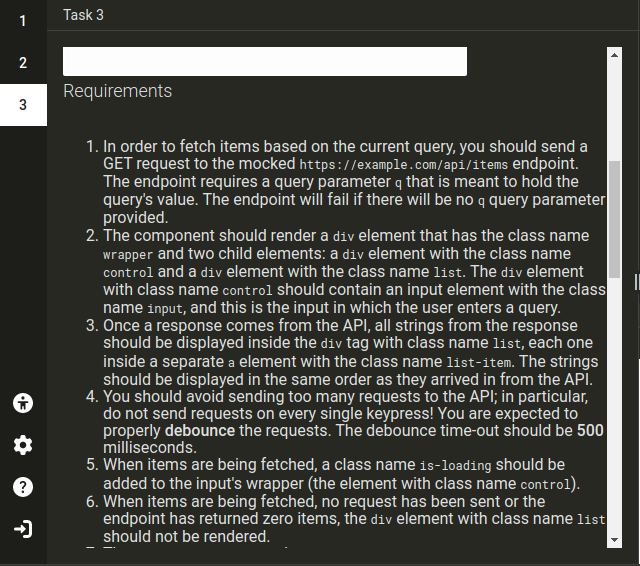 1
Task 3
2
3
Requirements
1. In order to fetch items based on the current query, you should send a
GET request to the mocked https://example.com/api/items endpoint.
The endpoint requires a query parameter q that is meant to hold the
query's value. The endpoint will fail if there will be no q query parameter
provided.
2. The component should render a div element that has the class name
wrapper and two child elements: a div element with the class name
control and a div element with the class name list. The div element
with class name control should contain an input element with the class
name input, and this is the input in which the user enters a query.
3. Once a response comes from the API, all strings from the response
should be displayed inside the div tag with class name list, each one
inside a separate a element with the class name list-item. The strings
should be displayed in the same order as they arrived in from the API.
4. You should avoid sending too many requests to the API; in particular,
do not send requests on every single keypress! You are expected to
properly debounce the requests. The debounce time-out should be 500
milliseconds.
5. When items are being fetched, a class name is-loading should be
added to the input's wrapper (the element with class name control).
6. When items are being fetched, no request has been sent or the
endpoint has returned zero items, the div element with class name list
should not be rendered.